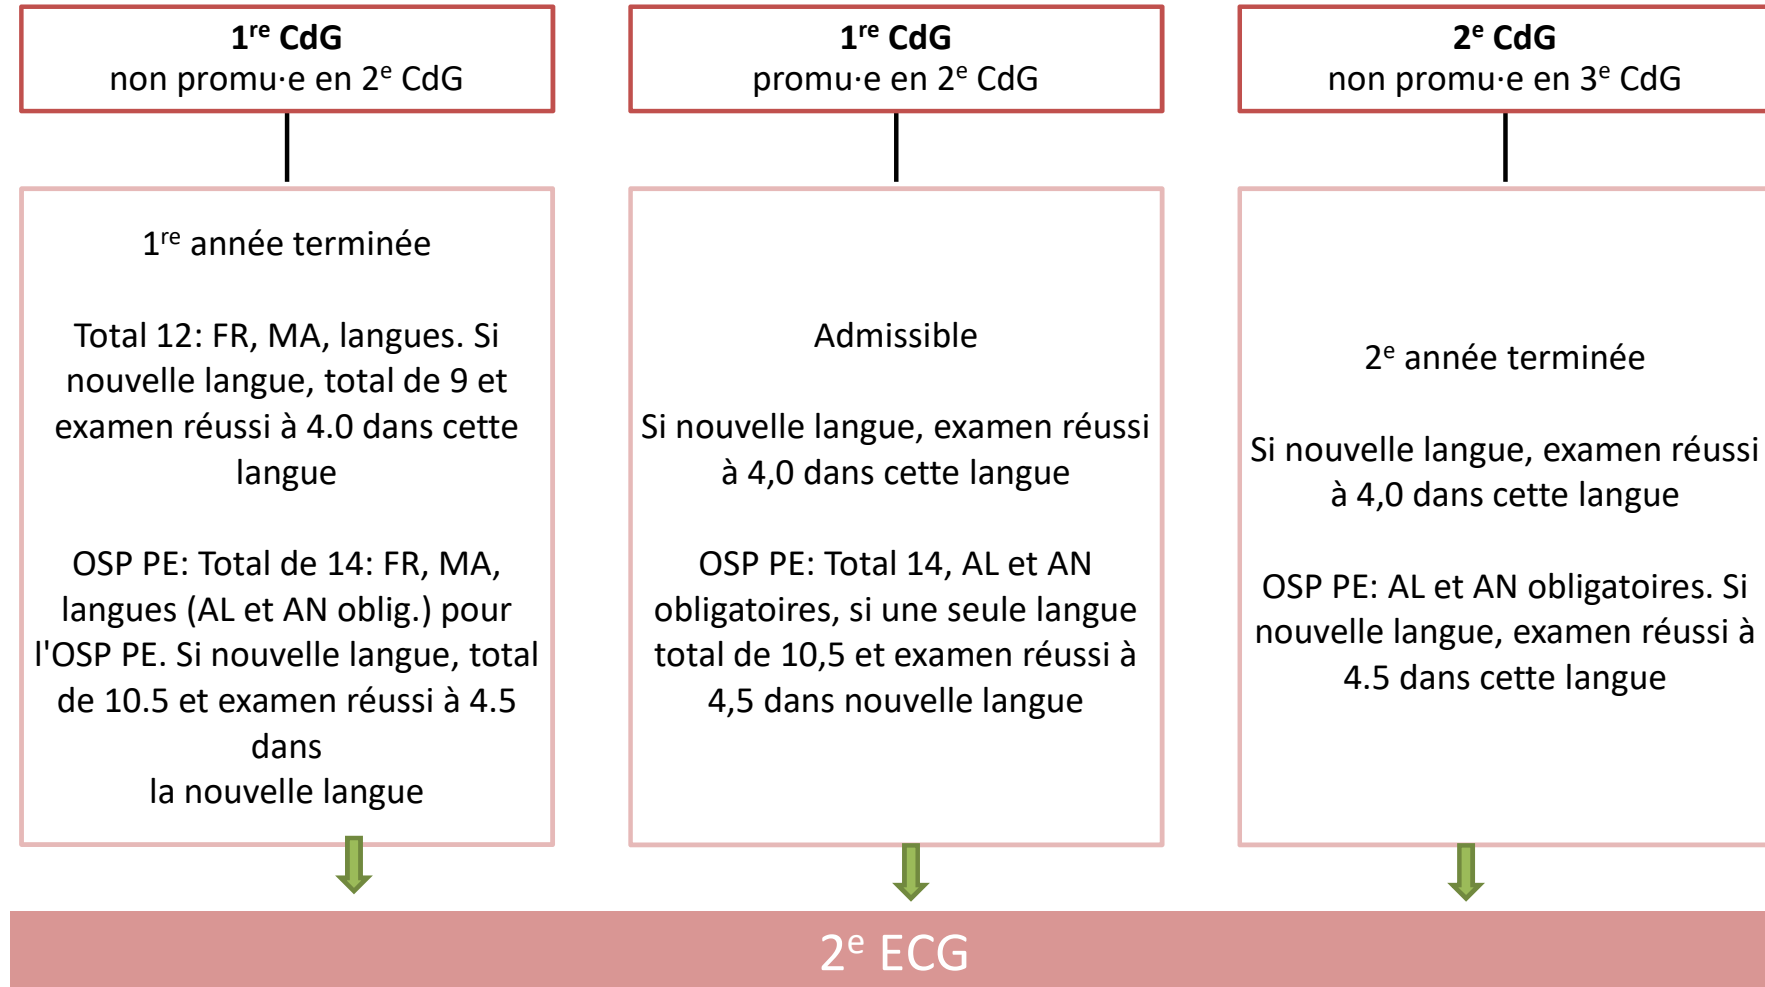 1re CdG
non promu·e en 2e CdG
1re année terminée
Total 12: FR, MA, langues. Si
nouvelle langue, total de 9 et
examen réussi à 4.0 dans cette
langue
OSP PE: Total de 14: FR, MA,
langues (AL et AN oblig.) pour
l'OSP PE. Si nouvelle langue, total
de 10.5 et examen réussi à 4.5
dans
la nouvelle langue
1re CdG
promu·e en 2e CdG
Admissible
Si nouvelle langue, examen réussi
à 4,0 dans cette langue
OSP PE: Total 14, AL et AN
obligatoires, si une seule langue
total de 10,5 et examen réussi à
4,5 dans nouvelle langue
2e CdG
non promu·e en 3e CdG
2e année terminée
Si nouvelle langue, examen réussi
à 4,0 dans cette langue
OSP PE: AL et AN obligatoires. Si
nouvelle langue, examen réussi à
4.5 dans cette langue
2e ECG